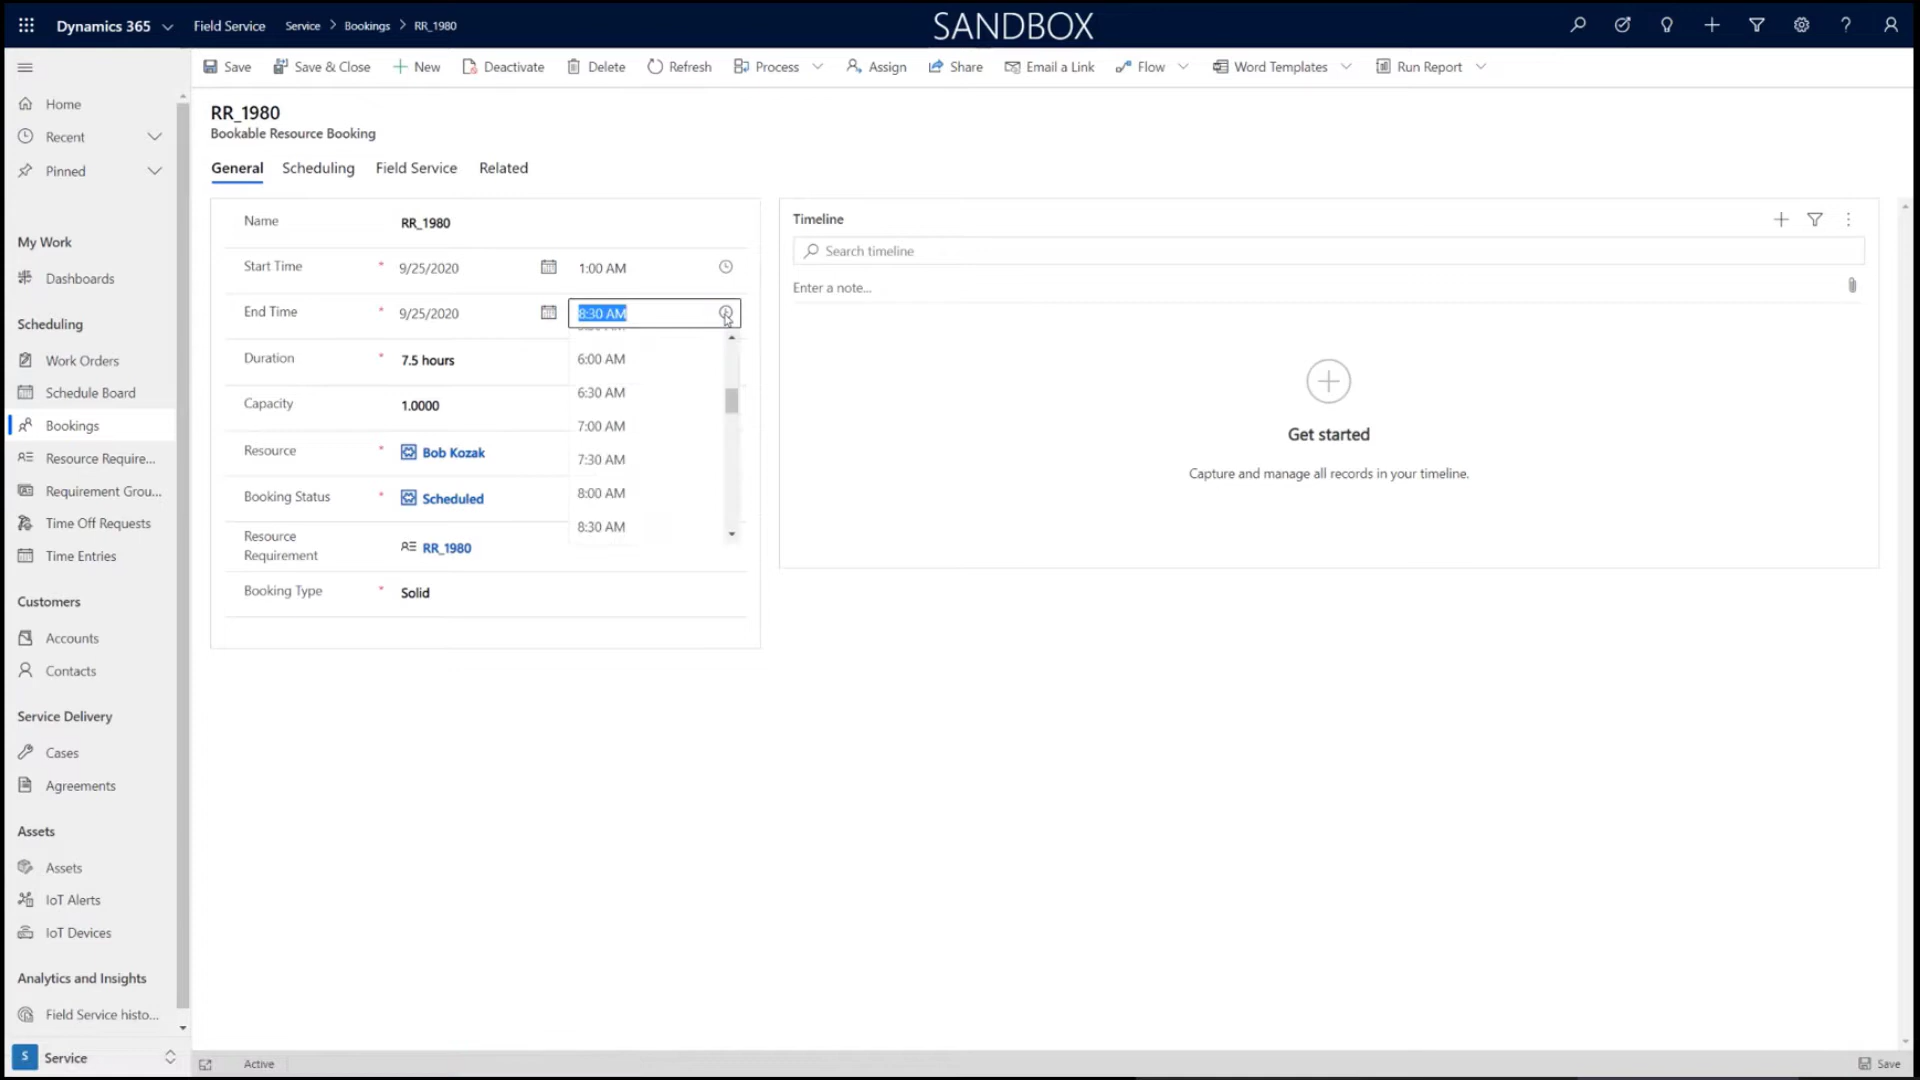 Dynamics 365 Field Service Service > Bookings > RR_1980 SANDBOX ?
Save Save & Close New Deactivate Delete Refresh Process Assign Share Email a Link Flow Word Templates Run Report
Home
Recent
Pinned
My Work
Dashboards
Scheduling
Work Orders
Schedule Board
Bookings
Resource Require...
Requirement Grou...
Time Off Requests
Time Entries
Customers
Accounts
Contacts
Service Delivery
Cases
Agreements
Assets
Assets
IoT Alerts
IoT Devices
Analytics and Insights
Field Service histo...
S Service
RR_1980
Bookable Resource Booking
General Scheduling Field Service Related
Name RR_1980
Start Time * 9/25/2020 1:00 AM
End Time * 9/25/2020 8:30 AM
6:00 AM
6:30 AM
7:00 AM
7:30 AM
8:00 AM
8:30 AM
Duration * 7.5 hours
Capacity 1.0000
Resource * Bob Kozak
Booking Status * Scheduled
Resource
Requirement RR_1980
Booking Type * Solid
Timeline
Search timeline
Enter a note...
Get started
Capture and manage all records in your timeline.
Active Save